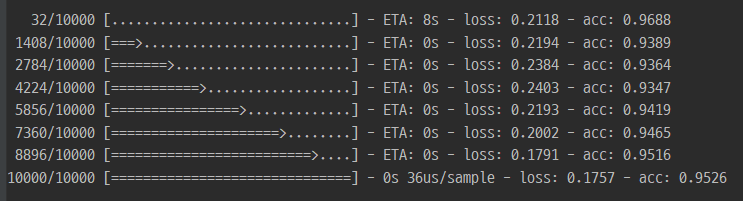 32/10000 [..............................] - ETA: 8s - loss: 0.2118 - acc: 0.9688
1408/10000 [===>..........................] - ETA: 0s - loss: 0.2194 - acc: 0.9389
2784/10000 [=======>......................] - ETA: 0s - loss: 0.2384 - acc: 0.9364
4224/10000 [===========>..................] - ETA: 0s - loss: 0.2403 - acc: 0.9347
5856/10000 [================>.............] - ETA: 0s - loss: 0.2193 - acc: 0.9419
7360/10000 [=====================>........] - ETA: 0s - loss: 0.2002 - acc: 0.9465
8896/10000 [=========================>....] - ETA: 0s - loss: 0.1791 - acc: 0.9516
10000/10000 [==============================] - 0s 36us/sample - loss: 0.1757 - acc: 0.9526